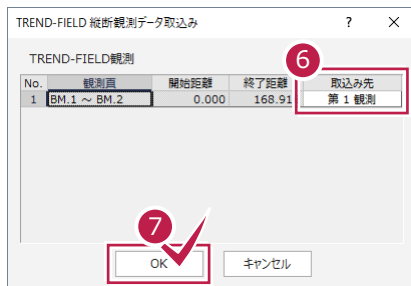 TREND-FIELD 縦断観測データ取込み ? ×
TREND-FIELD観測
6
No. 観測頁 開始距離 終了距離 取込み先
1 BM.1 ～ BM.2 0.000 168.91 第 1 観測
7
OK キャンセル